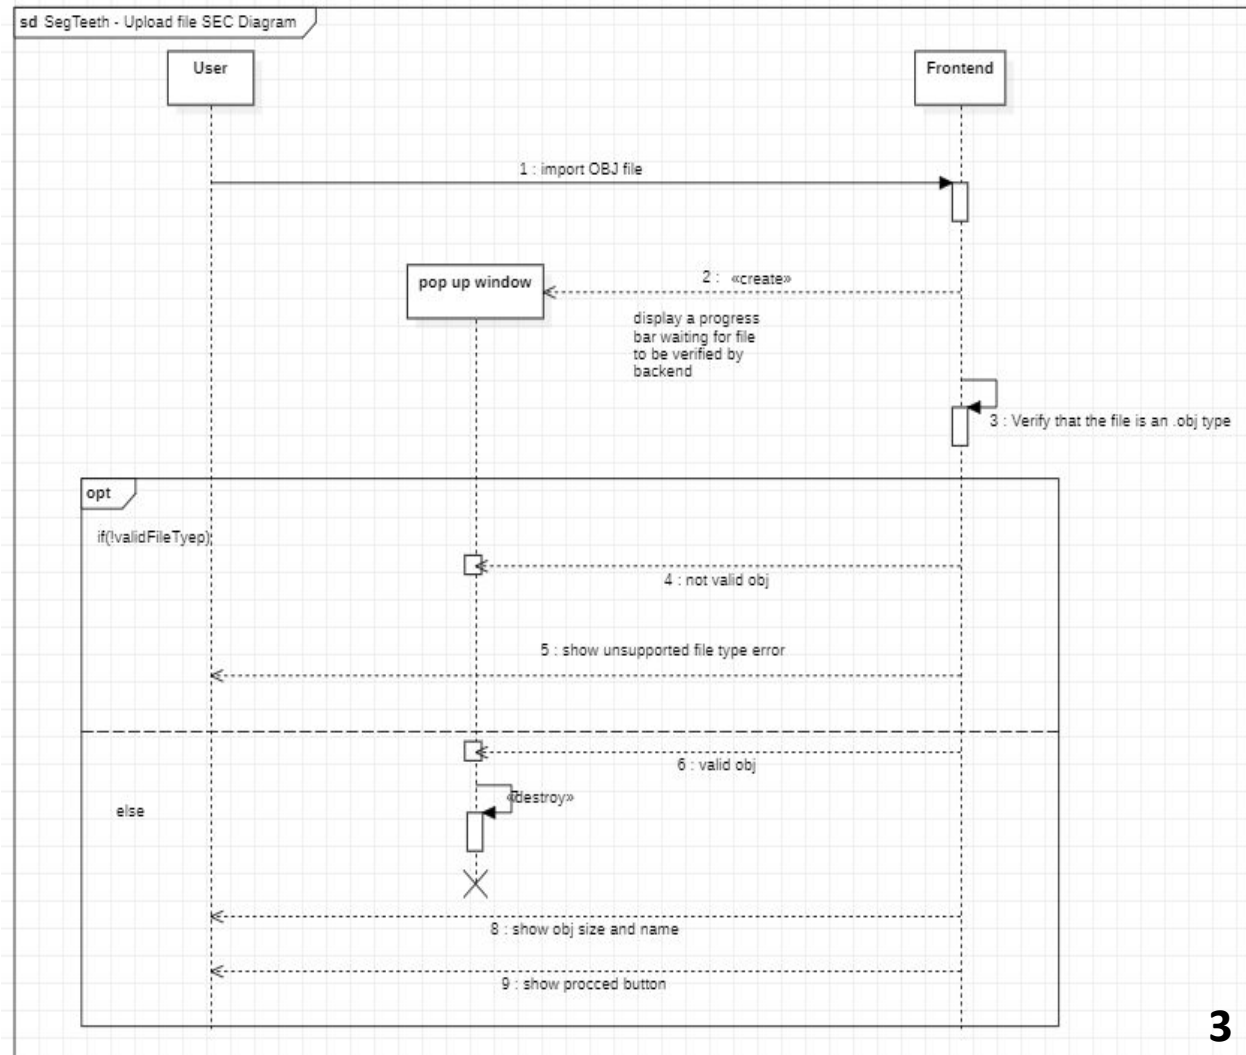 sd SegTeeth - Upload file SEC Diagram
User
Frontend
1 : import OBJ file
pop up window
2 : «create»
display a progress
bar waiting for file
to be verified by
backend
3 : Verify that the file is an .obj type
opt
if(!validFileTyep)
4 : not valid obj
5 : show unsupported file type error
6 : valid obj
«destroy»
else
8 : show obj size and name
9 : show procced button
3